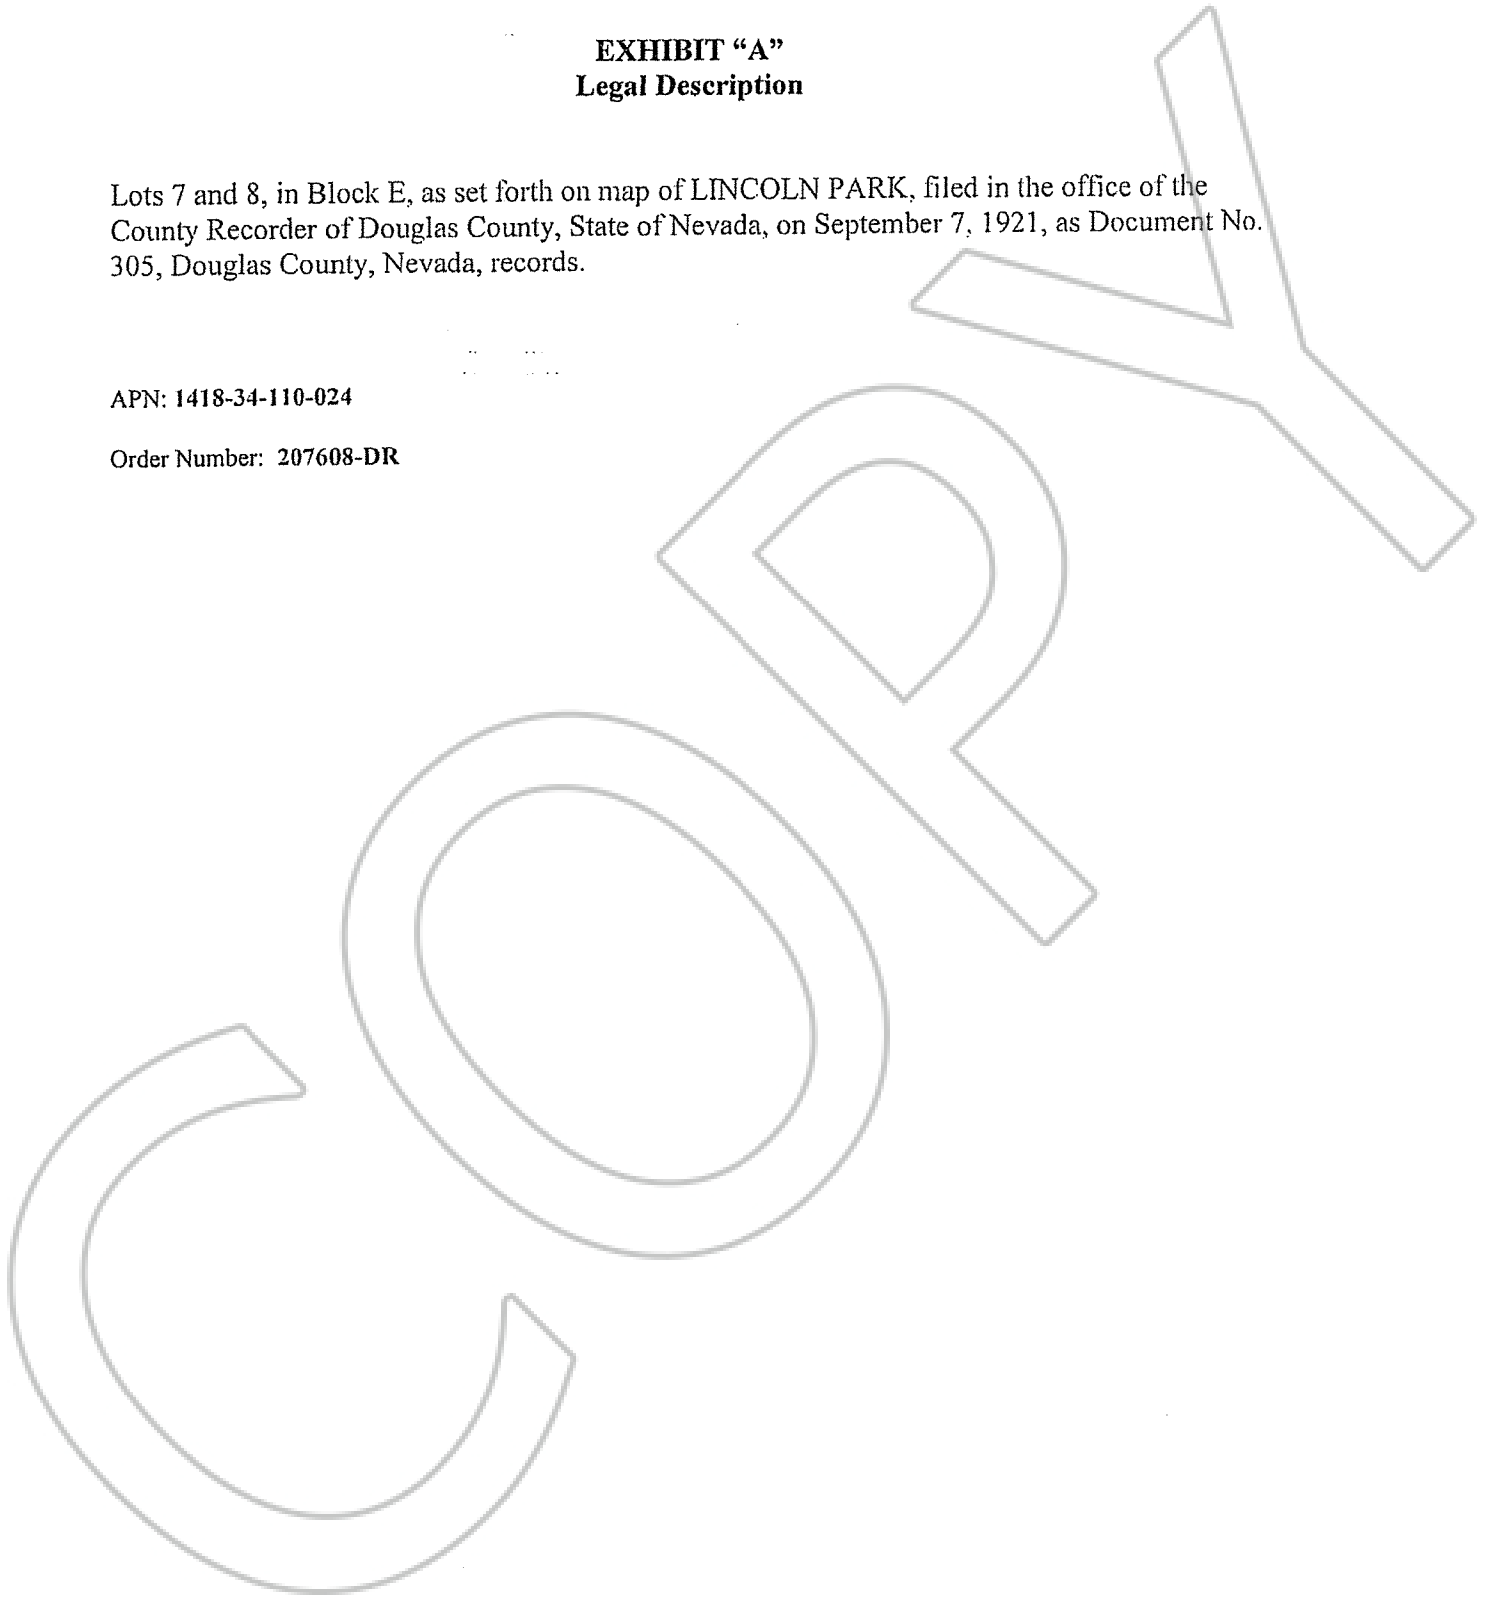 EXHIBIT “A”
Legal Description
Lots 7 and 8, in Block E, as set forth on map of LINCOLN PARK, filed in the office of the
County Recorder of Douglas County, State of Nevada, on September 7, 1921, as Document No.
305, Douglas County, Nevada, records.
APN: 1418-34-110-024
Order Number: 207608-DR
COPY